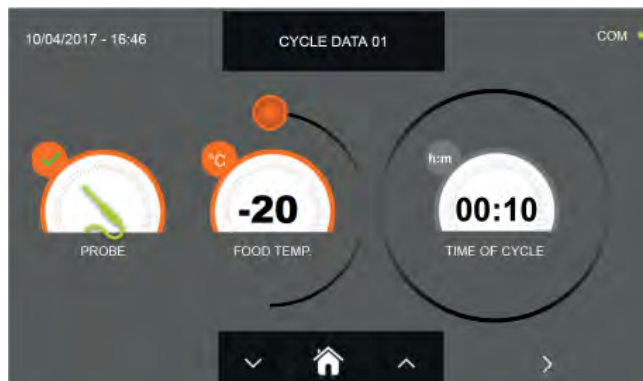 10/04/2017 - 16:46
CYCLE DATA 01
COM
°C
h:m
-20
00:10
PROBE
FOOD TEMP.
TIME OF CYCLE